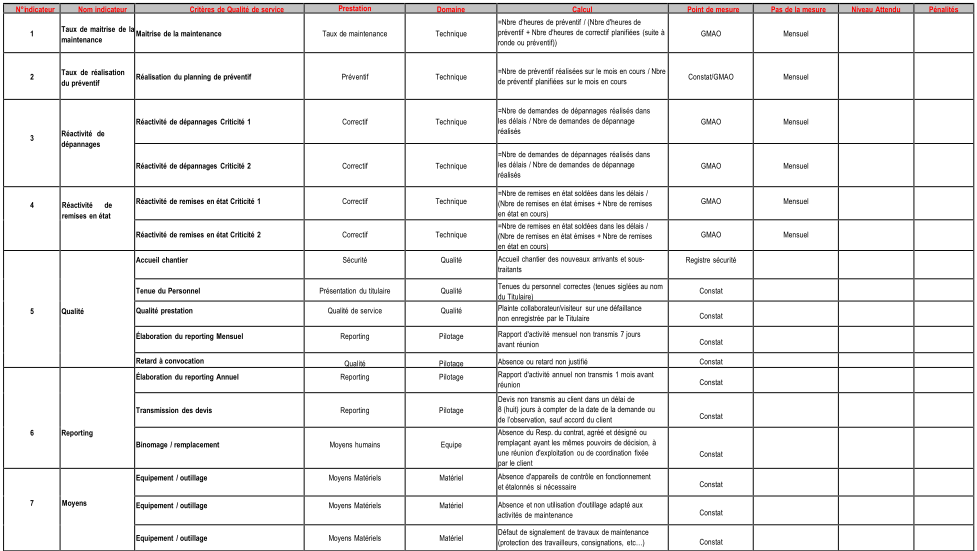 N°indicateur Nom indicateur Critères de Qualité de service Prestation Domaine Calcul Point de mesure Pas de la mesure Niveau Attendu Pénalités
1 Taux de maitrise de la maintenance Maitrise de la maintenance Taux de maintenance Technique =Nbre d'heures de préventif / (Nbre d'heures de
préventif + Nbre d'heures de correctif planifiées (suite à
ronde ou préventif)) GMAO Mensuel
2 Taux de réalisation du préventif Réalisation du planning de préventif Préventif Technique =Nbre de préventif réalisées sur le mois en cours / Nbre
de préventif planifiées sur le mois en cours Constat/GMAO Mensuel
3 Réactivité de dépannages Réactivité de dépannages Criticité 1 Correctif Technique =Nbre de demandes de dépannages réalisés dans
les délais / Nbre de demandes de dépannage
réalisés GMAO Mensuel
Réactivité de dépannages Criticité 2 Correctif Technique =Nbre de demandes de dépannages réalisés dans
les délais / Nbre de demandes de dépannage
réalisés GMAO Mensuel
4 Réactivité de remises en état Réactivité de remises en état Criticité 1 Correctif Technique =Nbre de remises en état soldées dans les délais /
(Nbre de remises en état émises + Nbre de remises
en état en cours) GMAO Mensuel
Réactivité de remises en état Criticité 2 Correctif Technique =Nbre de remises en état soldées dans les délais /
(Nbre de remises en état émises + Nbre de remises
en état en cours) GMAO Mensuel
5 Qualité Accueil chantier Sécurité Qualité Accueil chantier des nouveaux arrivants et sous-
traitants Registre sécurité
Tenue du Personnel Présentation du titulaire Qualité Tenues du personnel correctes (tenues siglées au nom
du Titulaire) Constat
Qualité prestation Qualité de service Qualité Plainte collaborateur/visiteur sur une défaillance
non enregistrée par le Titulaire Constat
Élaboration du reporting Mensuel Reporting Pilotage Rapport d'activité mensuel non transmis 7 jours
avant réunion Constat
Retard à convocation Qualité Pilotage Absence ou retard non justifié Constat
6 Reporting Élaboration du reporting Annuel Reporting Pilotage Rapport d'activité annuel non transmis 1 mois avant
réunion Constat
Transmission des devis Reporting Pilotage Devis non transmis au client dans un délai de
8 (huit) jours à compter de la date de la demande ou
de l'observation, sauf accord du client Constat
Binomage / remplacement Moyens humains Equipe Absence du Resp. du contrat, agréé et désigné ou
remplaçant ayant les mêmes pouvoirs de décision, à
une réunion d'exploitation ou de coordination fixée
par le client Constat
7 Moyens Equipement / outillage Moyens Matériels Matériel Absence d'appareils de contrôle en fonctionnement
et étalonnés si nécessaire Constat
Equipement / outillage Moyens Matériels Matériel Absence et non utilisation d'outillage adapté aux
activités de maintenance Constat
Equipement / outillage Moyens Matériels Matériel Défaut de signalement de travaux de maintenance
(protection des travailleurs, consignations, etc...) Constat